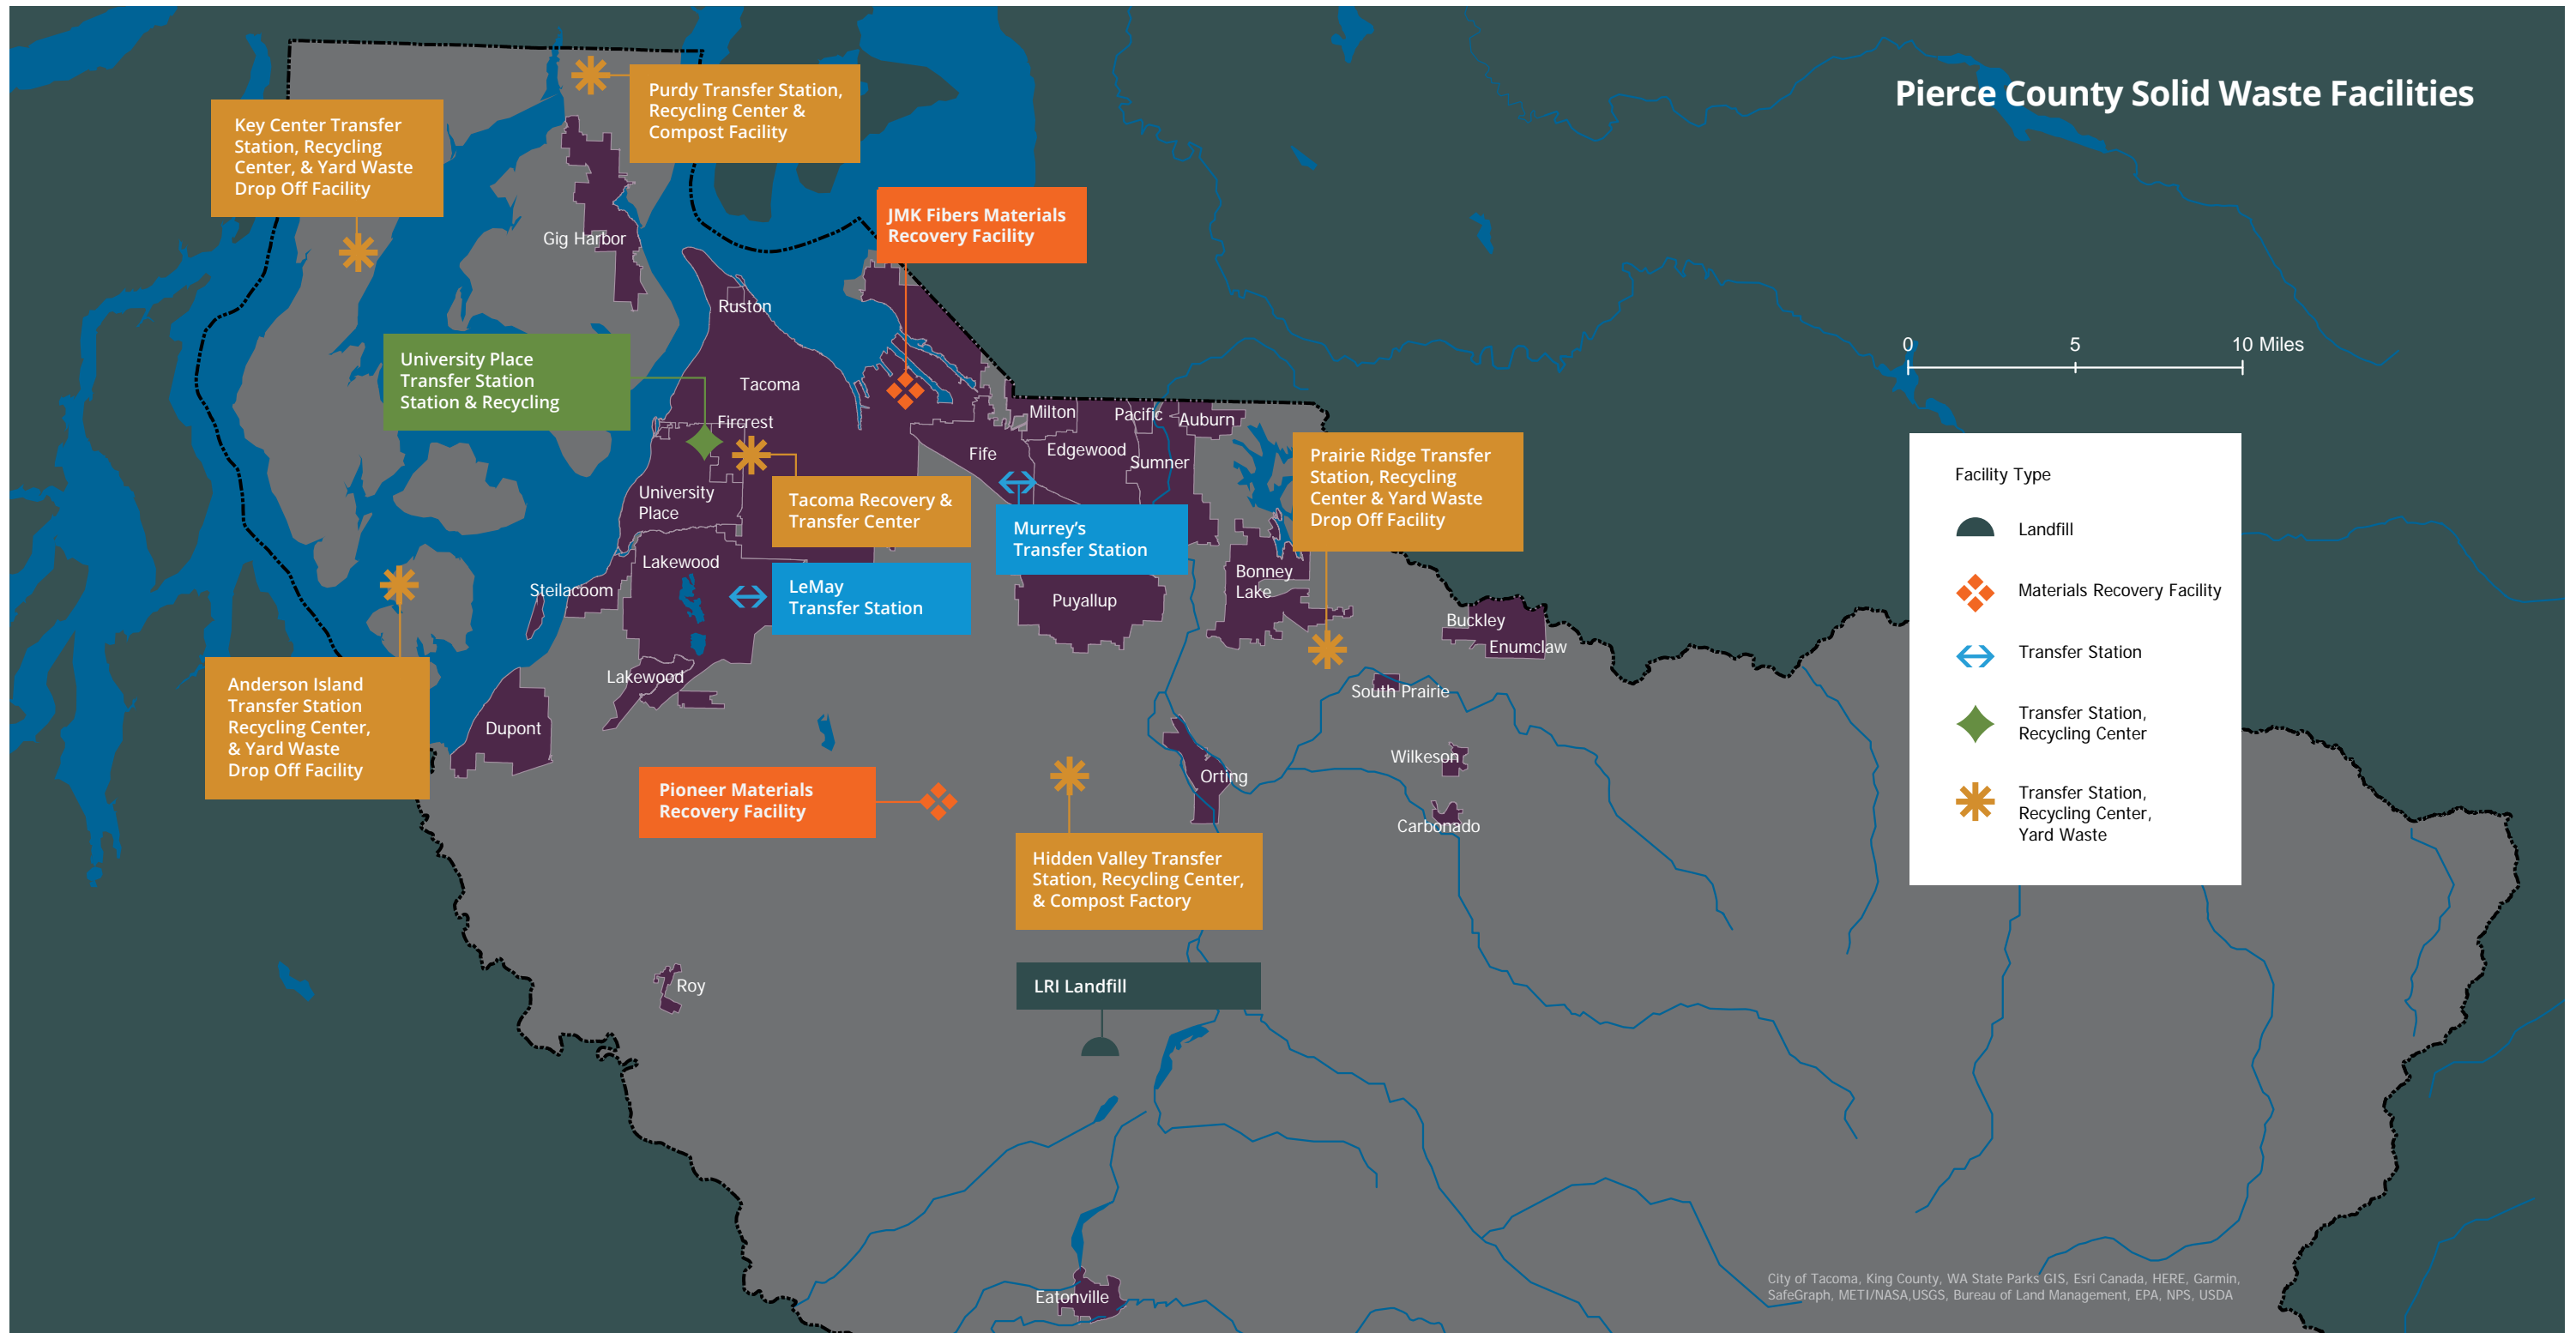 Pierce County Solid Waste Facilities
Purdy Transfer Station,
Recycling Center &
Compost Facility
Key Center Transfer
Station, Recycling
Center, & Yard Waste
Drop Off Facility
JMK Fibers Materials
Recovery Facility
Gig Harbor
Ruston
University Place
Transfer Station
Station & Recycling
Tacoma
Fircrest
Milton
Pacific
Auburn
Fife
Edgewood
Sumner
University
Place
Tacoma Recovery &
Transfer Center
Murrey's
Transfer Station
Prairie Ridge Transfer
Station, Recycling
Center & Yard Waste
Drop Off Facility
Lakewood
Steilacoom
LeMay
Transfer Station
Puyallup
Bonney
Lake
Buckley
Enumclaw
Lakewood
South Prairie
Anderson Island
Transfer Station
Recycling Center,
& Yard Waste
Drop Off Facility
Dupont
Pioneer Materials
Recovery Facility
Orting
Wilkeson
Carbonado
Hidden Valley Transfer
Station, Recycling Center,
& Compost Factory
LRI Landfill
Roy
Eatonville
0 5 10 Miles
Facility Type
Landfill
Materials Recovery Facility
Transfer Station
Transfer Station,
Recycling Center
Transfer Station,
Recycling Center,
Yard Waste
City of Tacoma, King County, WA State Parks GIS, Esri Canada, HERE, Garmin,
SafeGraph, METI/NASA,USGS, Bureau of Land Management, EPA, NPS, USDA